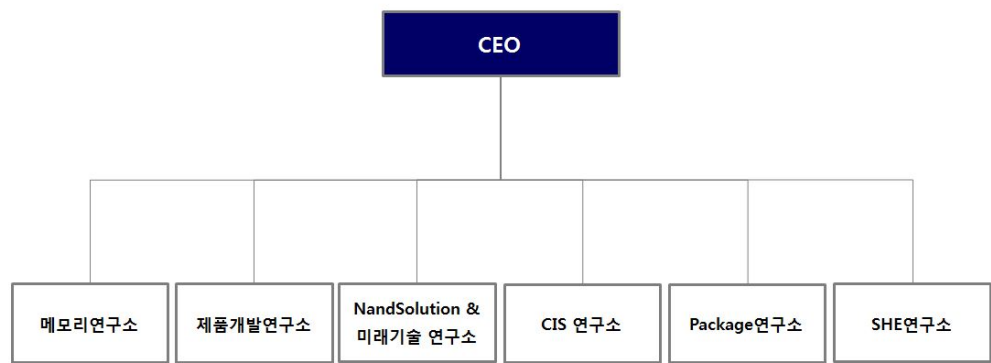 CEO
메모리연구소
제품개발연구소
NandSolution &
미래기술 연구소
CIS 연구소
Package연구소
SHE연구소